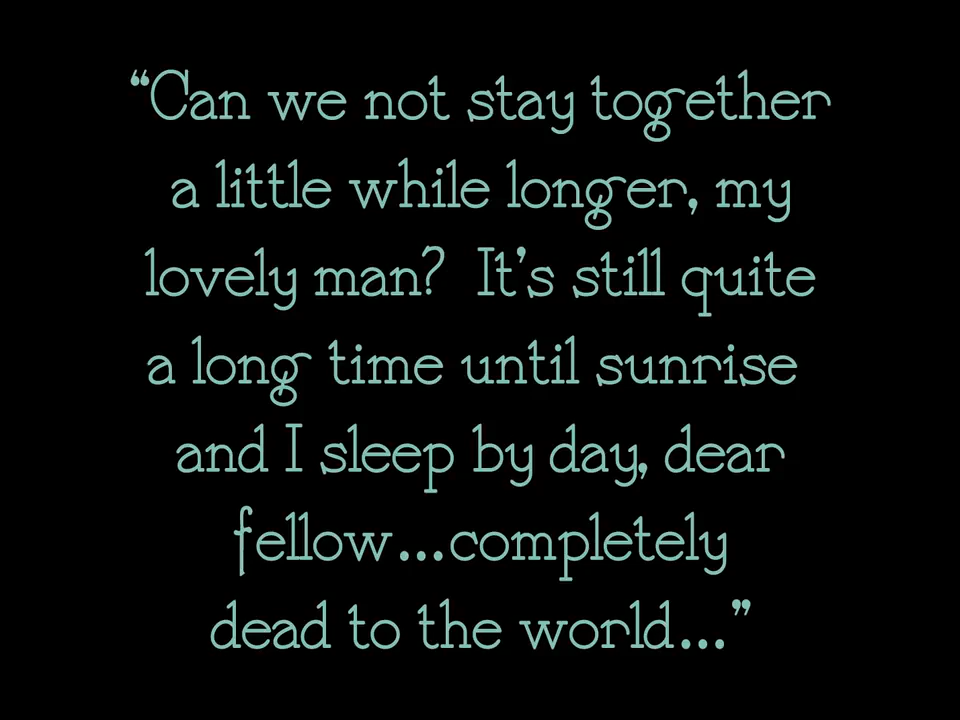 “Can we not stay together
a little while longer, my
lovely man?  It’s still quite
a long time until sunrise
and I sleep by day, dear
fellow...completely
dead to the world...”